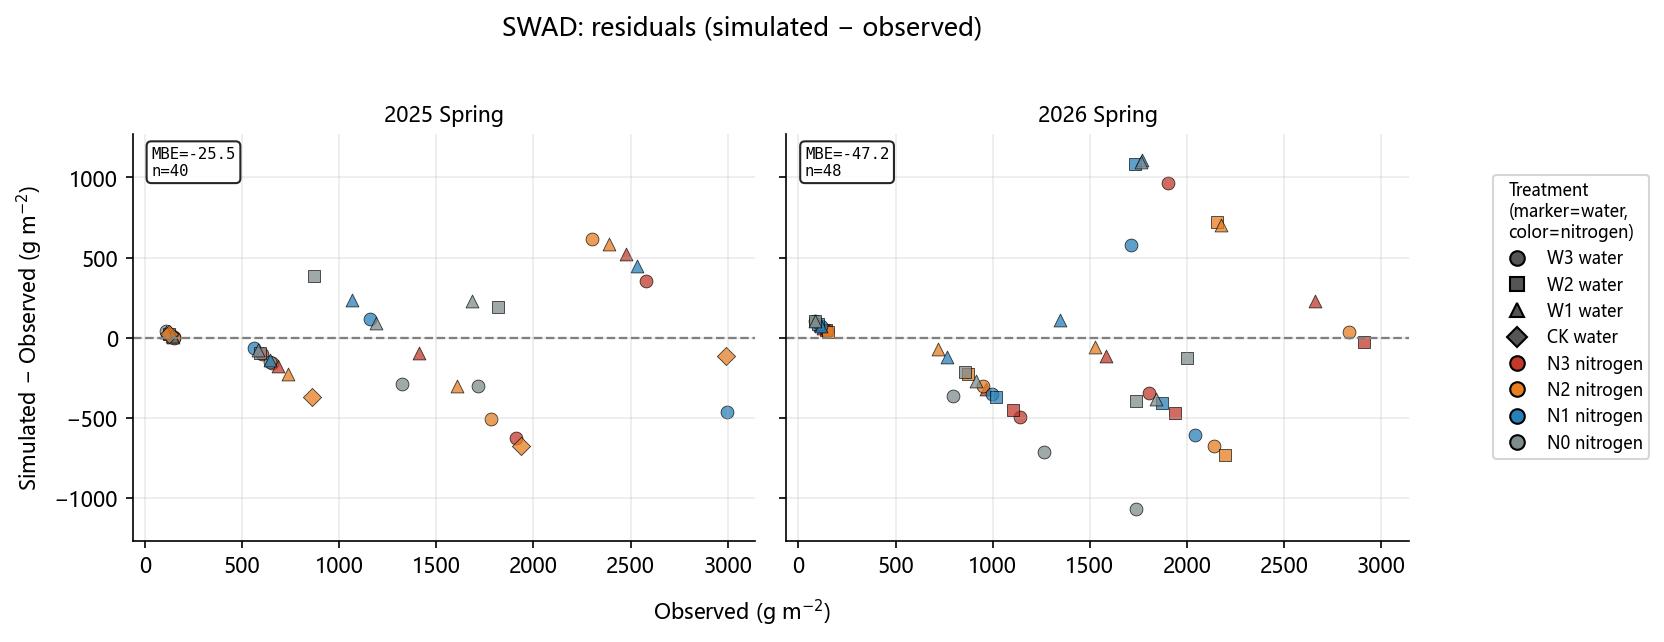 SWAD: residuals (simulated − observed)
2025 Spring
2026 Spring
MBE=-25.5
n=40
MBE=-47.2
n=48
Simulated − Observed (g m⁻²)
1000
500
0
−500
−1000
0 500 1000 1500 2000 2500 3000
0 500 1000 1500 2000 2500 3000
Observed (g m⁻²)
Treatment
(marker=water,
color=nitrogen)
W3 water
W2 water
W1 water
CK water
N3 nitrogen
N2 nitrogen
N1 nitrogen
N0 nitrogen